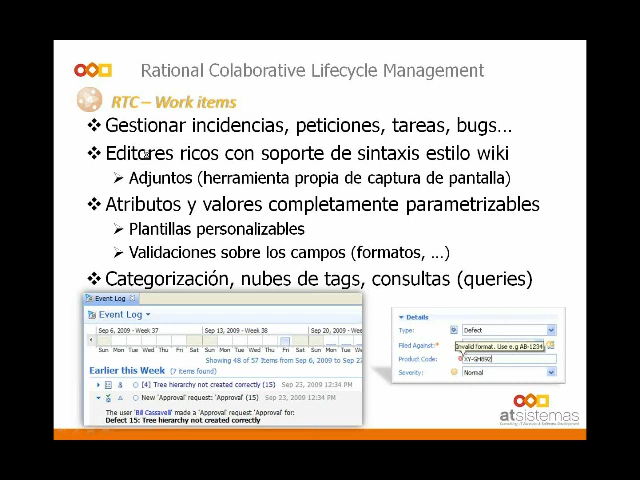 Rational Colaborative Lifecycle Management
RTC – Work items
❖ Gestionar incidencias, peticiones, tareas, bugs...
❖ Editores ricos con soporte de sintaxis estilo wiki
➢ Adjuntos (herramienta propia de captura de pantalla)
❖ Atributos y valores completamente parametrizables
➢ Plantillas personalizables
➢ Validaciones sobre los campos (formatos, ...)
❖ Categorización, nubes de tags, consultas (queries)
Event Log
Event Log
Sep 6, 2009 - Week 37 Sep 13, 2009 - Week 38 Sep 20, 2009 - Week
Sun Mon Tue Wed Thu Fri Sat Sun Mon Tue Wed Thu Fri Sat Sun Mon Tue Wed
Showing 48 of 57 Items from Sep 6, 2009 to Sep 27
Earlier this Week (7 items found)
[4] Tree hierarchy not created correctly (15) Sep 23, 2009 12:34 PM
New 'Approval' request: 'Approval' (15) Sep 23, 2009 12:34 PM
The user 'Bill Cassavelli' made a 'Approval' request 'Approval' for:
Defect 15: Tree hierarchy not created correctly
Details
Type: Defect
Filed Against:* Invalid format. Use e.g AB-1234
Product Code: XY-GH892
Severity: Normal
atsistemas